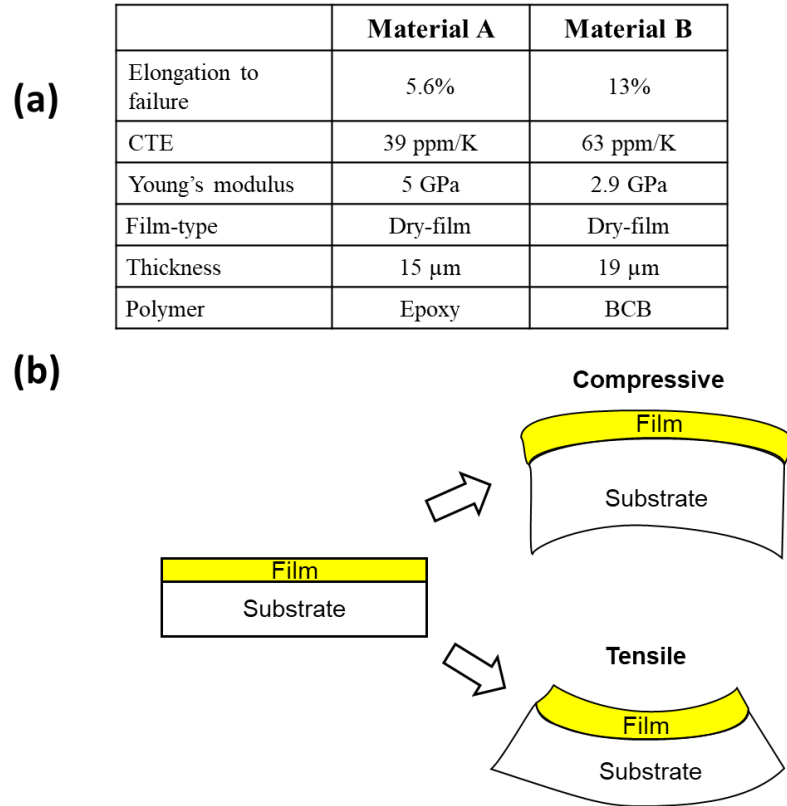 (a)
Material A Material B
Elongation to
failure 5.6% 13%
CTE 39 ppm/K 63 ppm/K
Young's modulus 5 GPa 2.9 GPa
Film-type Dry-film Dry-film
Thickness 15 µm 19 µm
Polymer Epoxy BCB
(b)
Compressive
Film
Substrate
Film
Substrate
Tensile
Film
Substrate